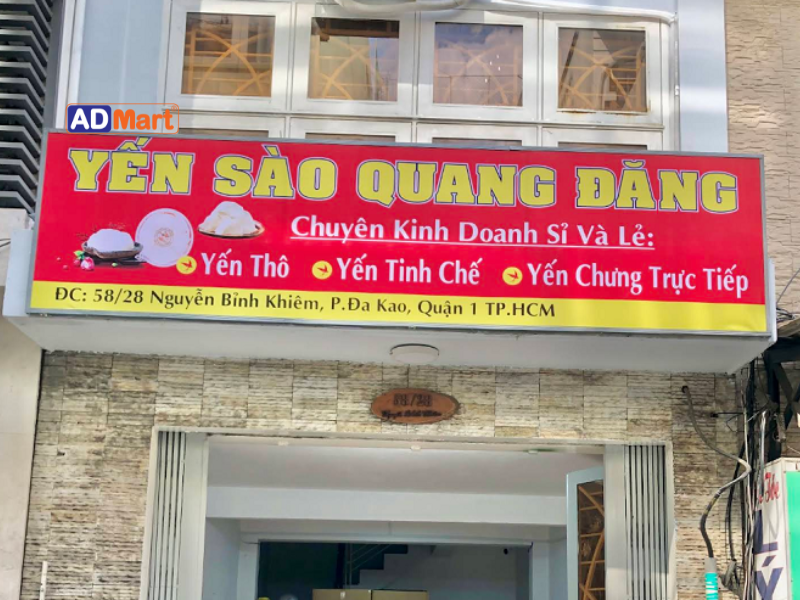 ADMart
YẾN SÀO QUANG ĐĂNG
Chuyên Kinh Doanh Sỉ Và Lẻ:
Yến Thô Yến Tinh Chế Yến Chưng Trực Tiếp
ĐC: 58/28 Nguyễn Bỉnh Khiêm, P.Đa Kao, Quận 1 TP.HCM
LÝ